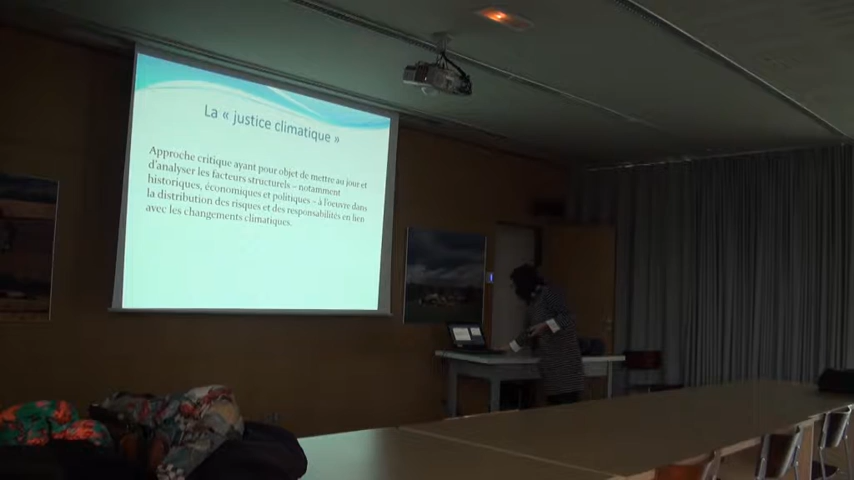 La « justice climatique »
Approche critique ayant pour objet de mettre au jour et
d'analyser les facteurs structurels – notamment
historiques, économiques et politiques – à l'oeuvre dans
la distribution des risques et des responsabilités en lien
avec les changements climatiques.